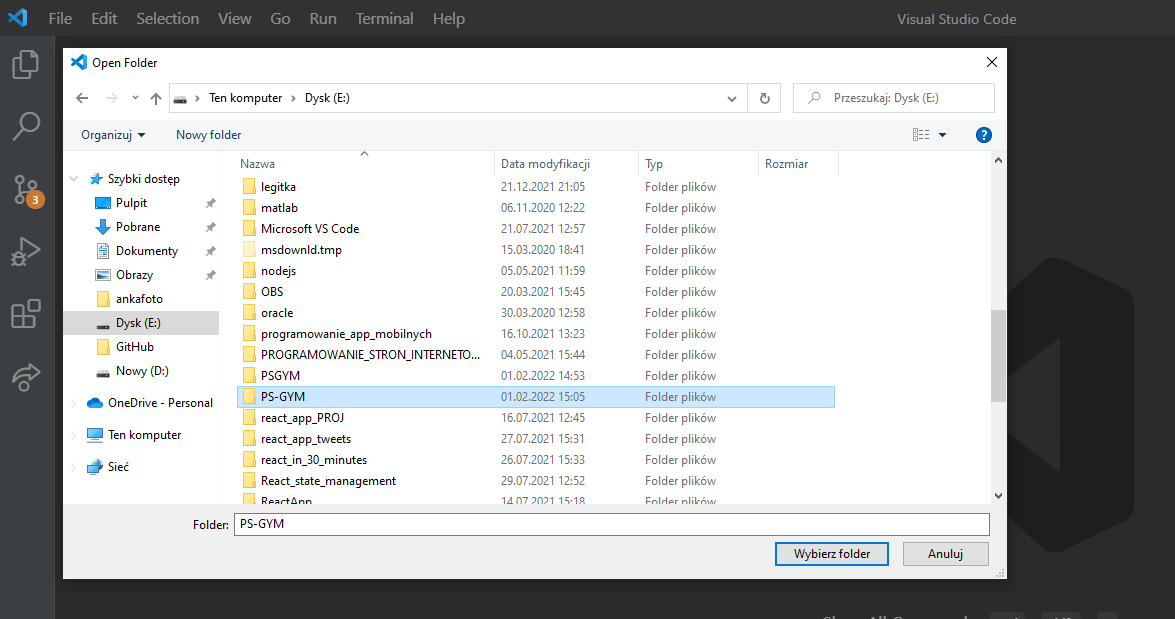 File Edit Selection View Go Run Terminal Help Visual Studio Code
Open Folder
Ten komputer Dysk (E:) Przeszukaj: Dysk (E:)
Organizuj Nowy folder ?
Szybki dostęp
Pulpit
Pobrane
Dokumenty
Obrazy
ankafoto
Dysk (E:)
GitHub
Nowy (D:)
OneDrive - Personal
Ten komputer
Sieć
3
Nazwa Data modyfikacji Typ Rozmiar
legitka 21.12.2021 21:05 Folder plików
matlab 06.11.2020 12:22 Folder plików
Microsoft VS Code 21.07.2021 12:57 Folder plików
msdownld.tmp 15.03.2020 18:41 Folder plików
nodejs 05.05.2021 11:59 Folder plików
OBS 20.03.2021 15:45 Folder plików
oracle 30.03.2020 12:58 Folder plików
programowanie_app_mobilnych 16.10.2021 13:23 Folder plików
PROGRAMOWANIE_STRON_INTERNETO... 04.05.2021 15:44 Folder plików
PSGYM 01.02.2022 14:53 Folder plików
PS-GYM 01.02.2022 15:05 Folder plików
react_app_PROJ 16.07.2021 12:45 Folder plików
react_app_tweets 27.07.2021 15:31 Folder plików
react_in_30_minutes 26.07.2021 15:33 Folder plików
React_state_management 29.07.2021 12:52 Folder plików
ReactApp 14.07.2021 15:18 Folder plików
Folder: PS-GYM
Wybierz folder Anuluj